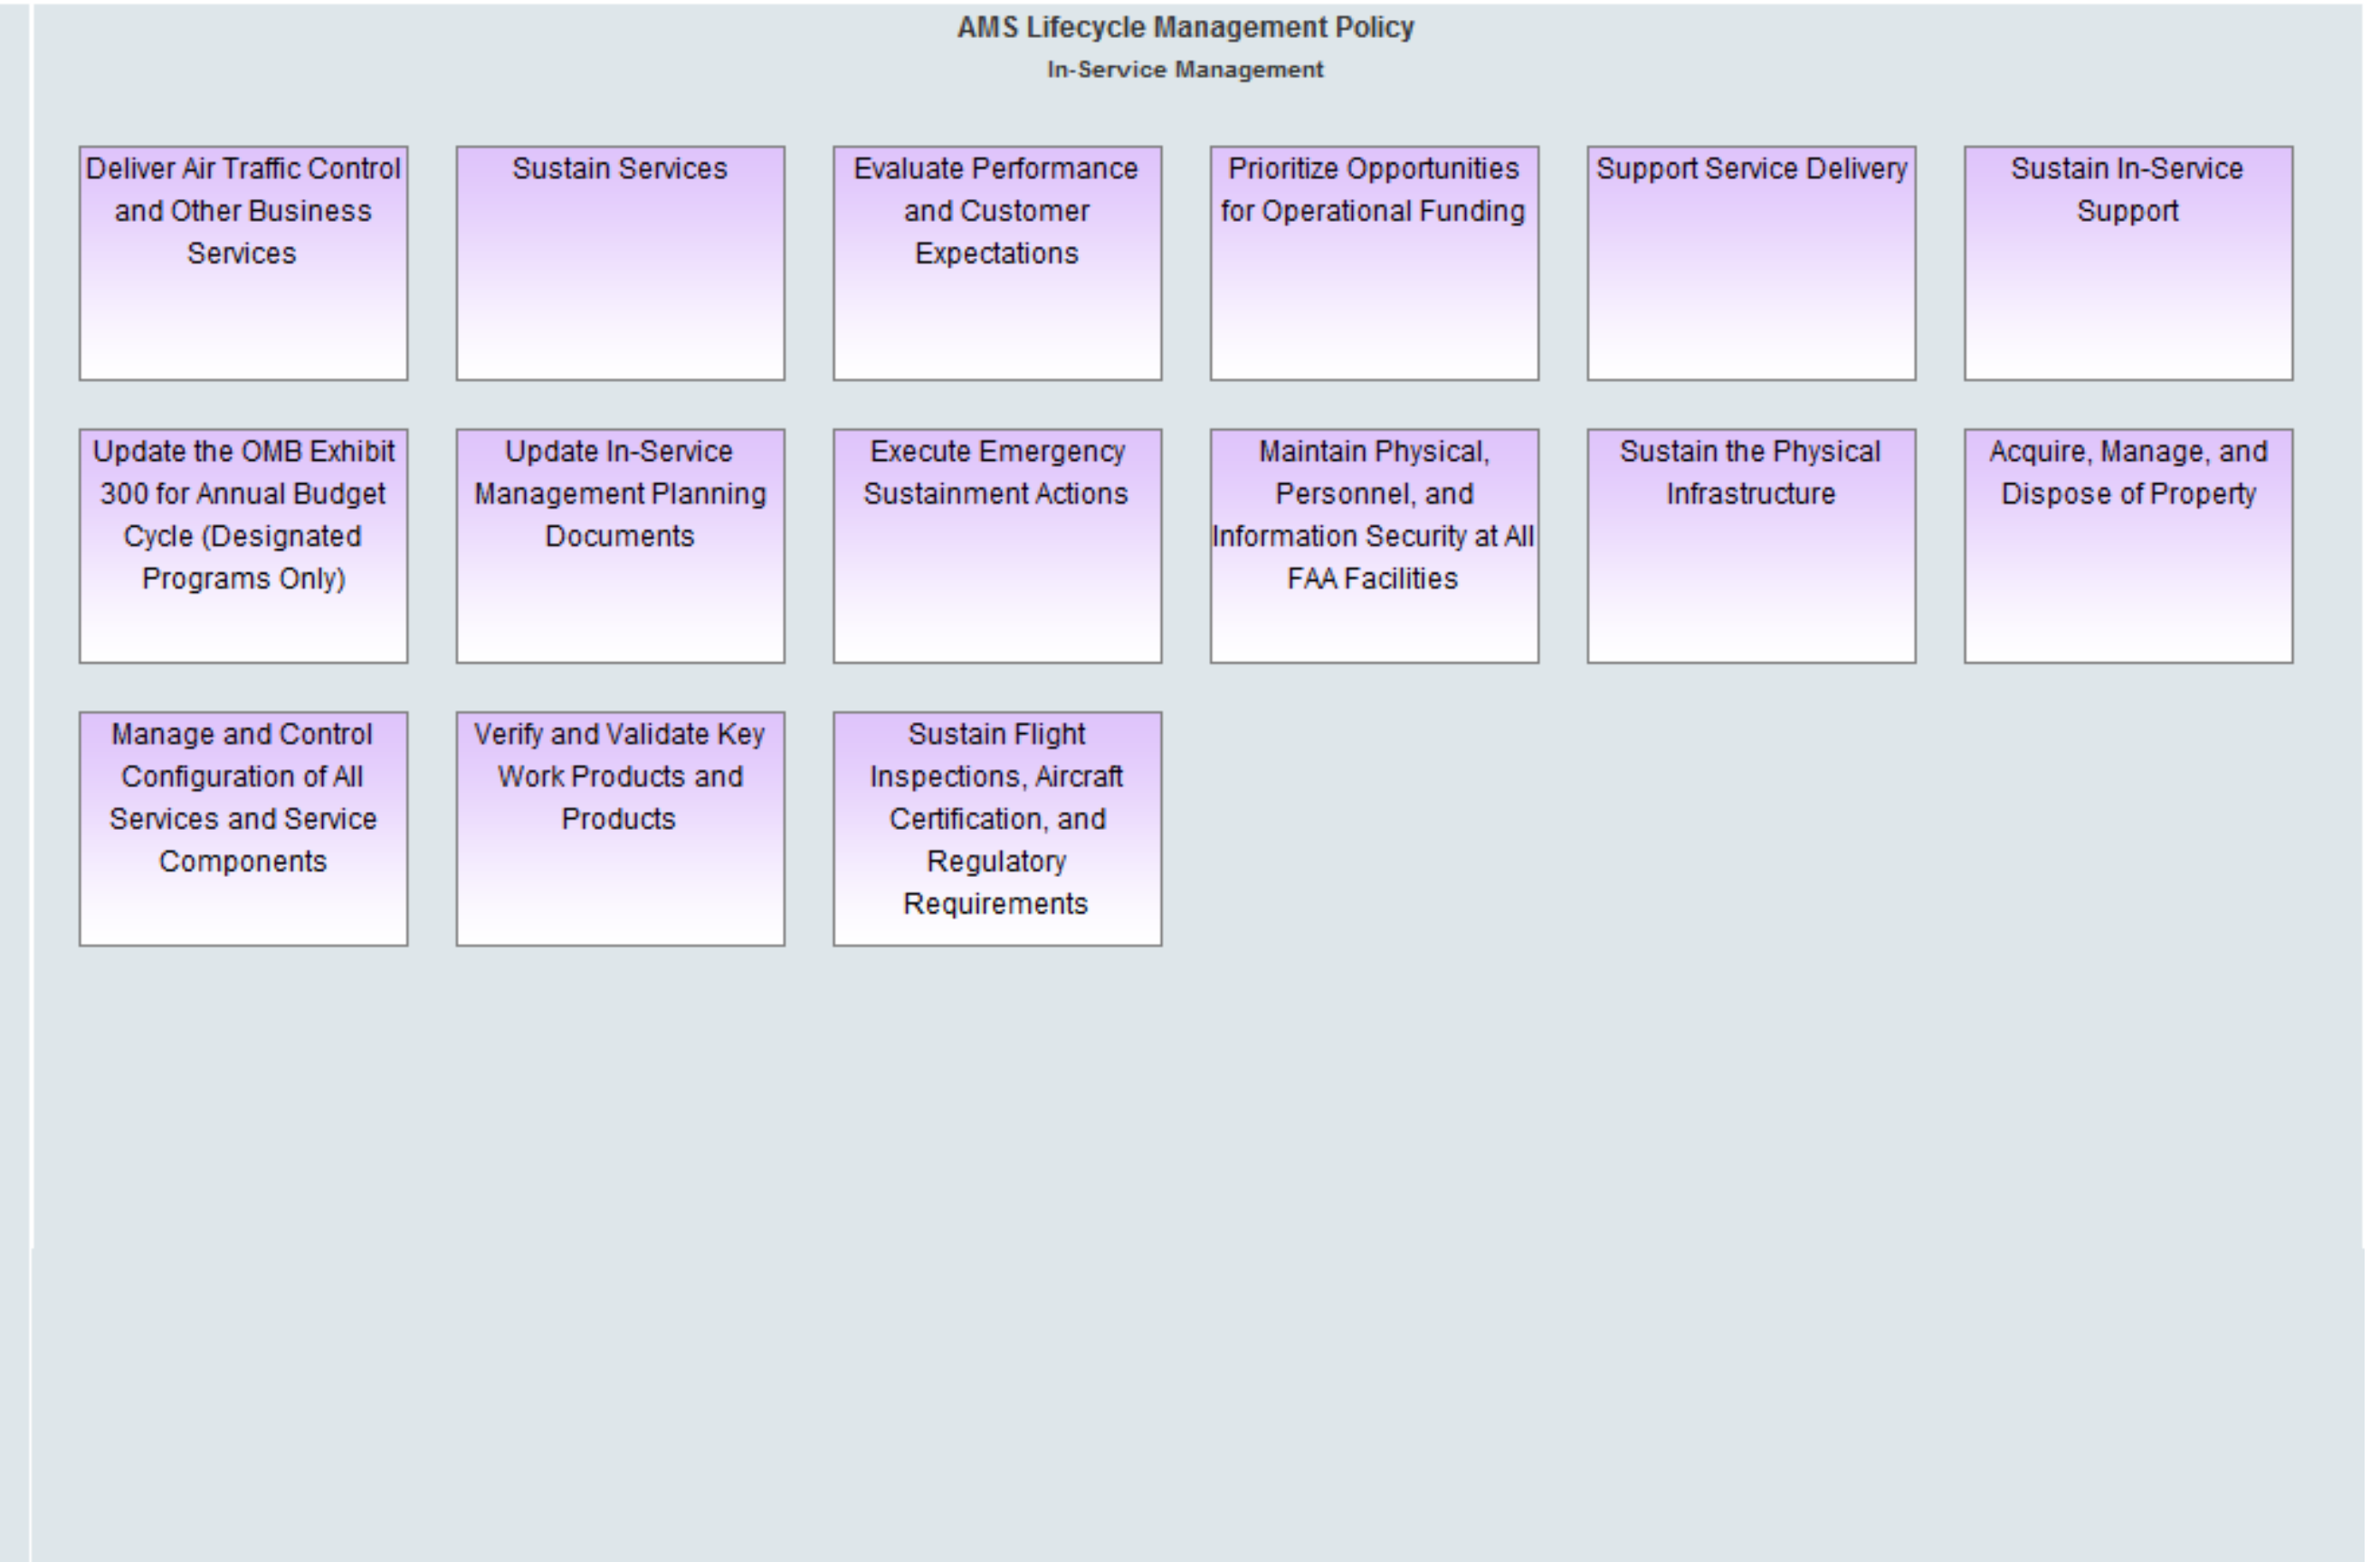 AMS Lifecycle Management Policy
In-Service Management
Deliver Air Traffic Control
and Other Business
Services
Sustain Services
Evaluate Performance
and Customer
Expectations
Prioritize Opportunities
for Operational Funding
Support Service Delivery
Sustain In-Service
Support
Update the OMB Exhibit
300 for Annual Budget
Cycle (Designated
Programs Only)
Update In-Service
Management Planning
Documents
Execute Emergency
Sustainment Actions
Maintain Physical,
Personnel, and
Information Security at All
FAA Facilities
Sustain the Physical
Infrastructure
Acquire, Manage, and
Dispose of Property
Manage and Control
Configuration of All
Services and Service
Components
Verify and Validate Key
Work Products and
Products
Sustain Flight
Inspections, Aircraft
Certification, and
Regulatory
Requirements